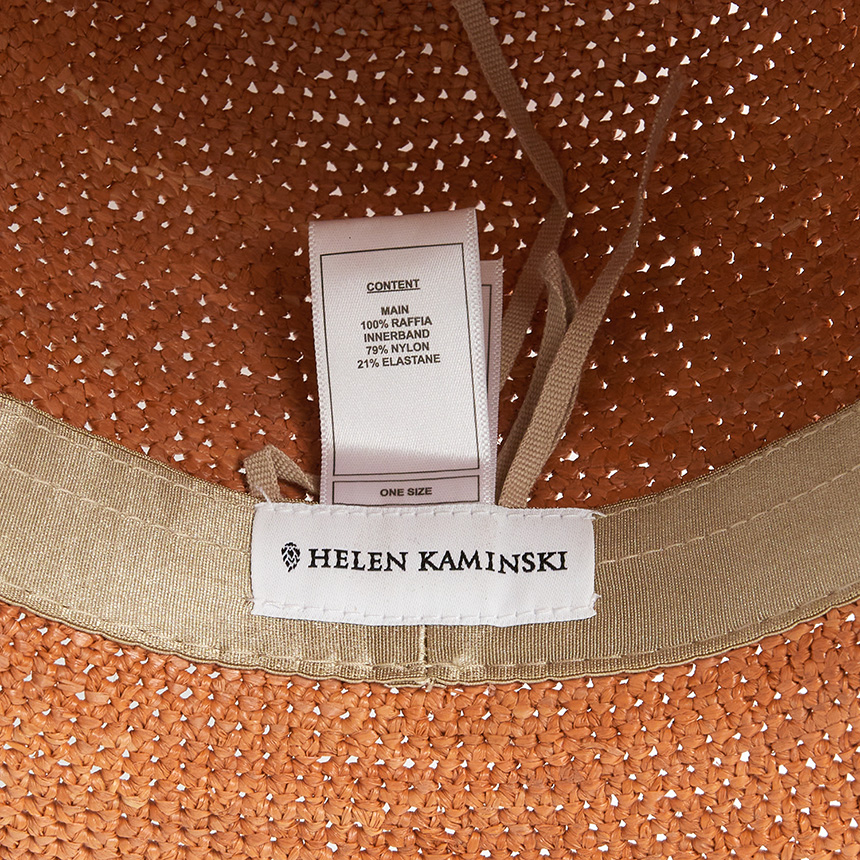 CONTENT
MAIN
100% RAFFIA
INNERBAND
79% NYLON
21% ELASTANE
ONE SIZE
HELEN KAMINSKI